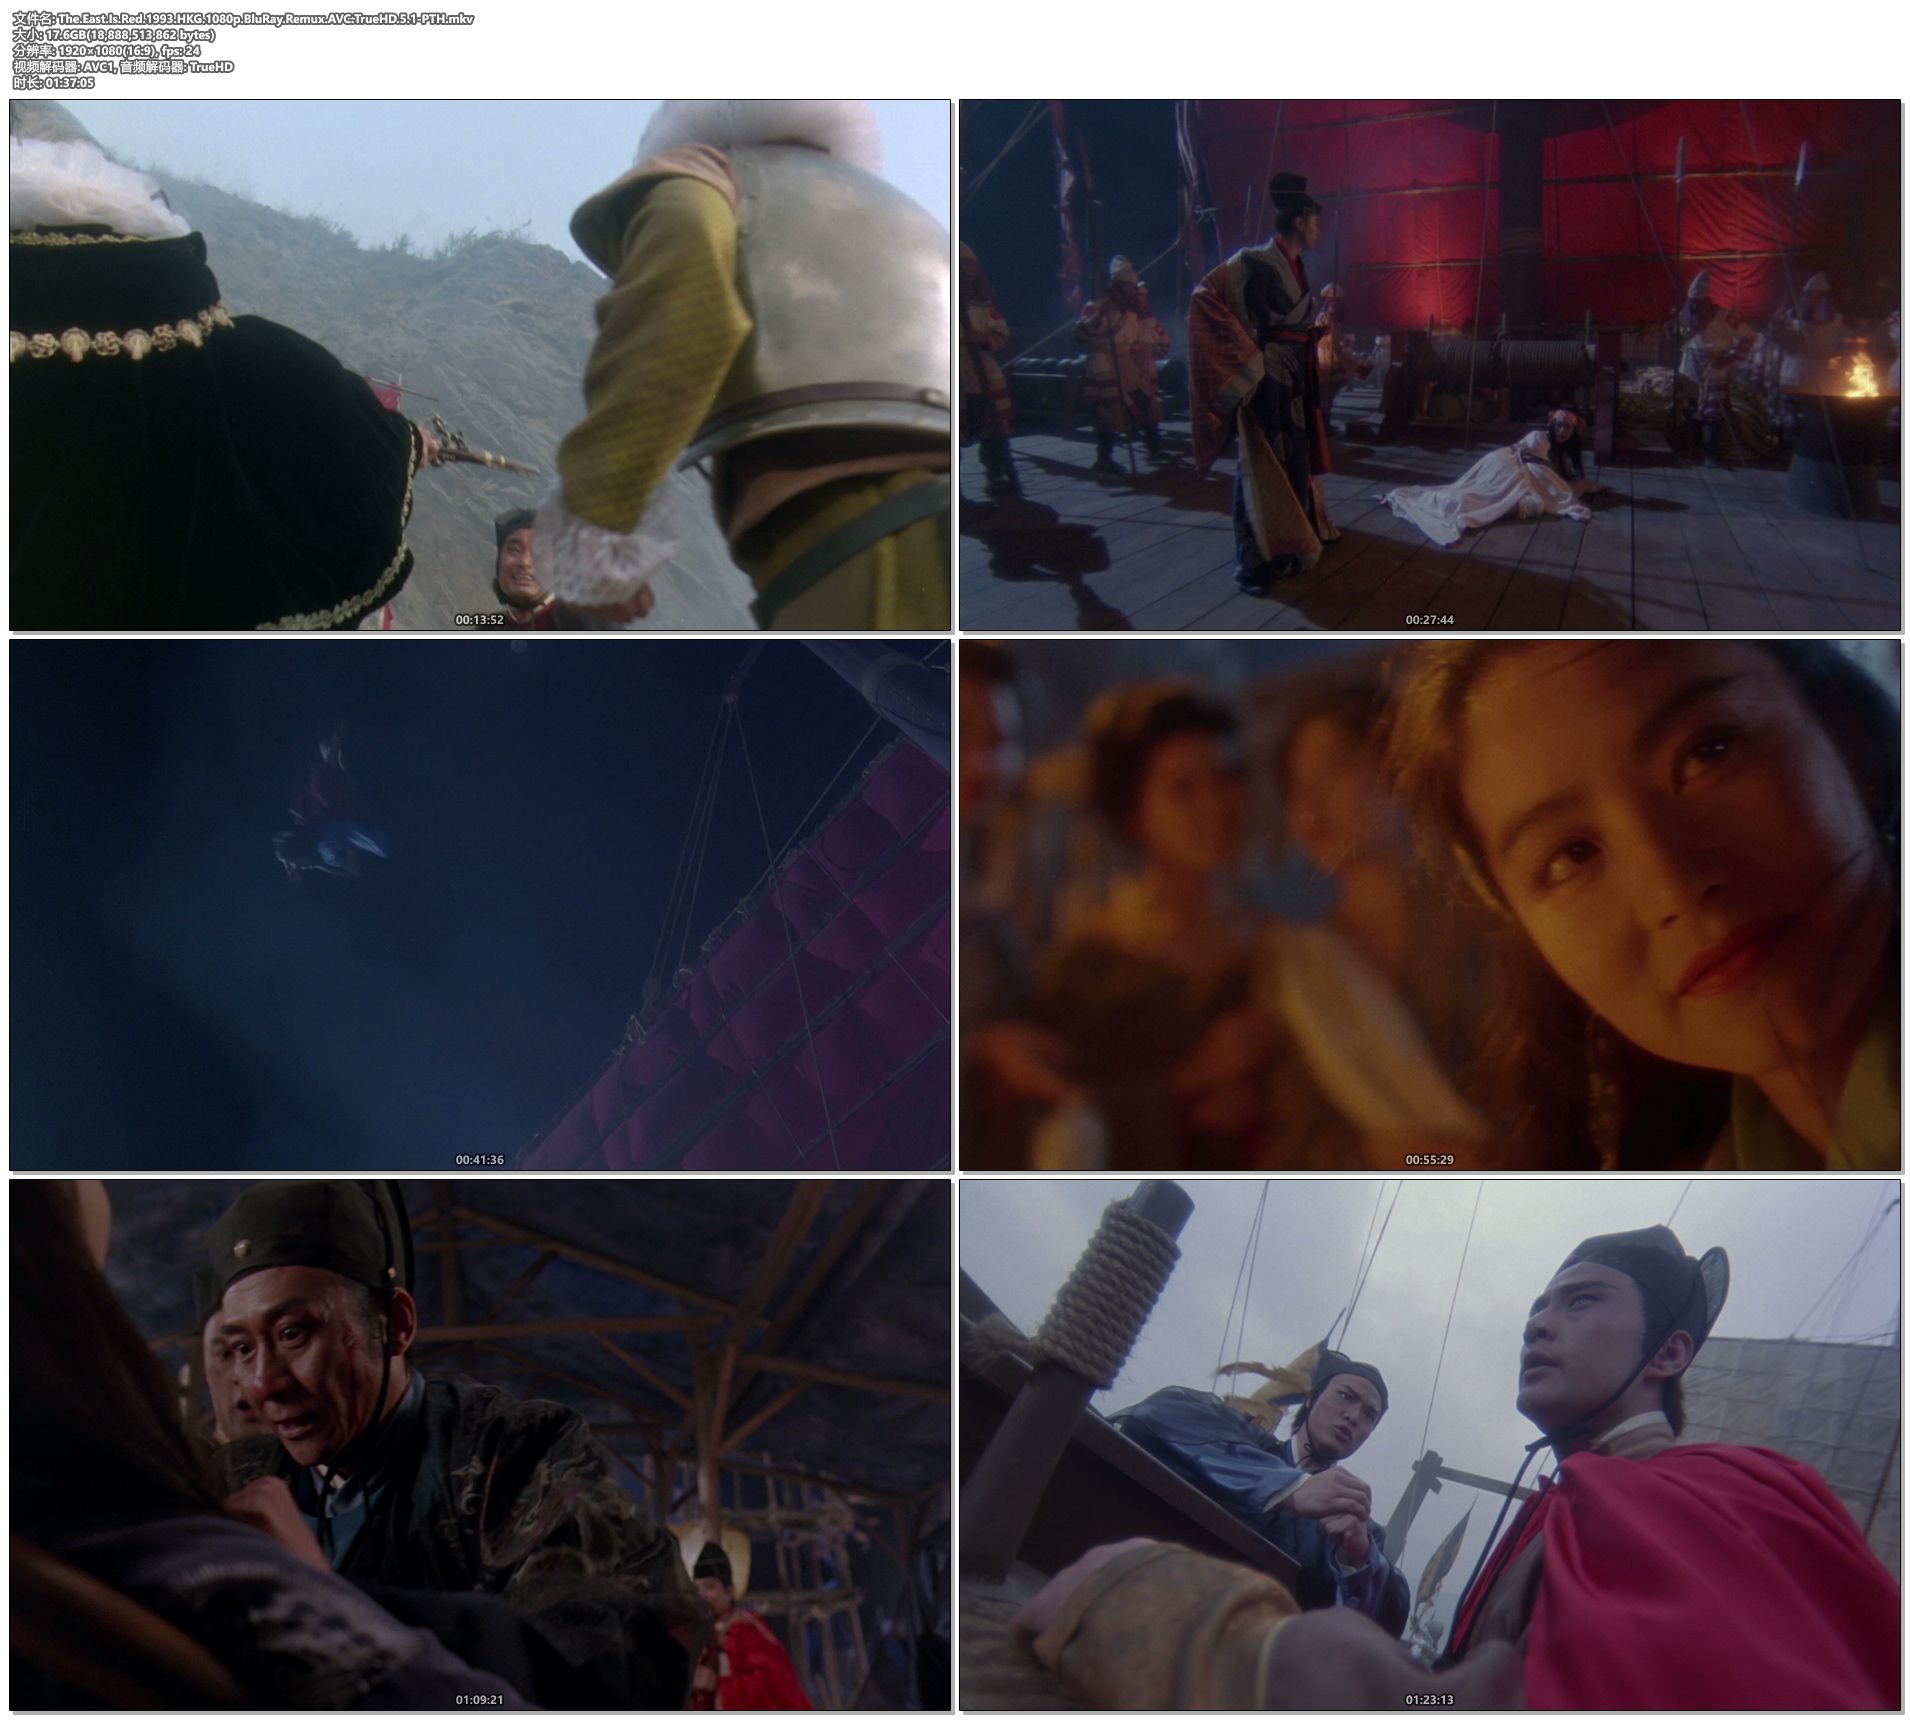 文件名: The.East.Is.Red.1993.HKG.1080p.BluRay.Remux.AVC.TrueHD.5.1-PTH.mkv
大小: 17.6GB(18,888,513,862 bytes)
分辨率: 1920×1080(16:9), fps: 24
视频解码器: AVC1, 音频解码器: TrueHD
时长: 01:37:05
00:13:52
00:27:44
00:41:36
00:55:29
01:09:21
01:23:13